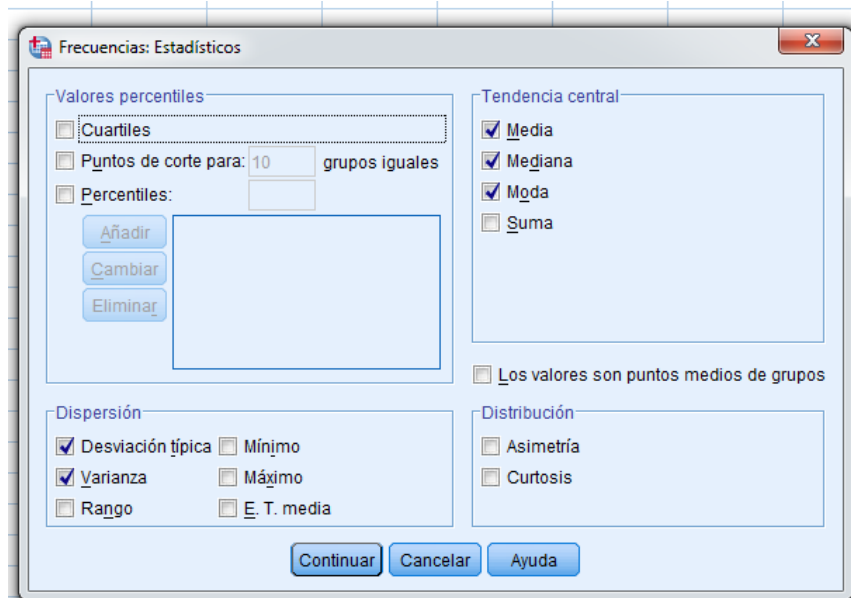 Frecuencias: Estadísticos
Valores percentiles
Cuartiles
Puntos de corte para: 10 grupos iguales
Percentiles:
Añadir
Cambiar
Eliminar
Tendencia central
Media
Mediana
Moda
Suma
Los valores son puntos medios de grupos
Dispersión
Desviación típica Mínimo
Varianza Máximo
Rango E. T. media
Distribución
Asimetría
Curtosis
Continuar Cancelar Ayuda